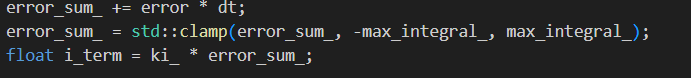 error_sum_ += error * dt;
error_sum_ = std::clamp(error_sum_, -max_integral_, max_integral_);
float i_term = ki_ * error_sum_;